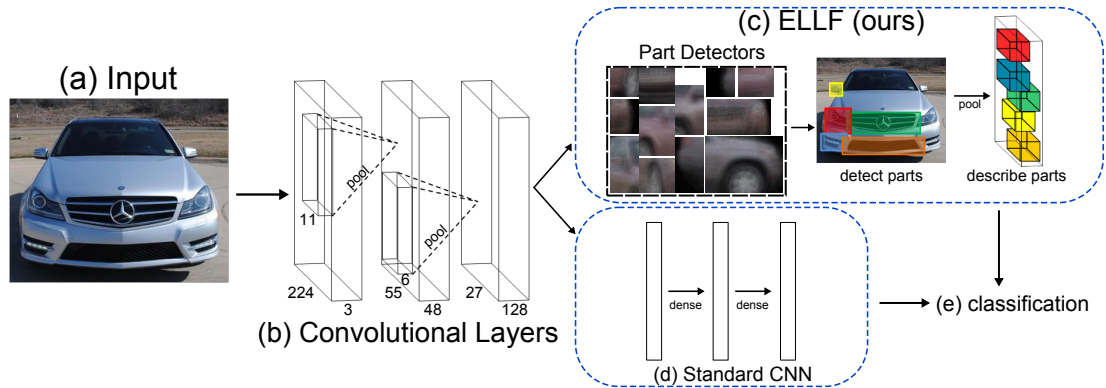 (a) Input
11
224
3
pool
6
55
48
pool
27
128
(b) Convolutional Layers
(c) ELLF (ours)
Part Detectors
detect parts
pool
describe parts
dense
dense
(d) Standard CNN
(e) classification